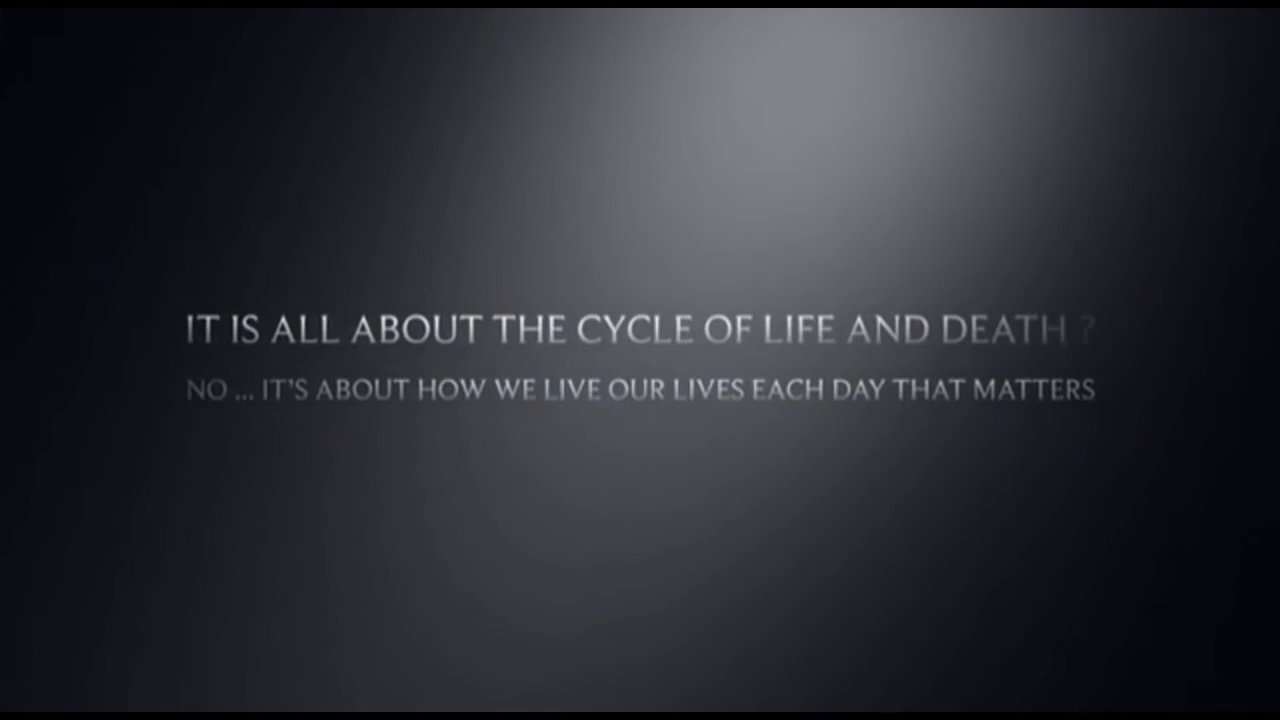 IT IS ALL ABOUT THE CYCLE OF LIFE AND DEATH ?
NO ... IT'S ABOUT HOW WE LIVE OUR LIVES EACH DAY THAT MATTERS